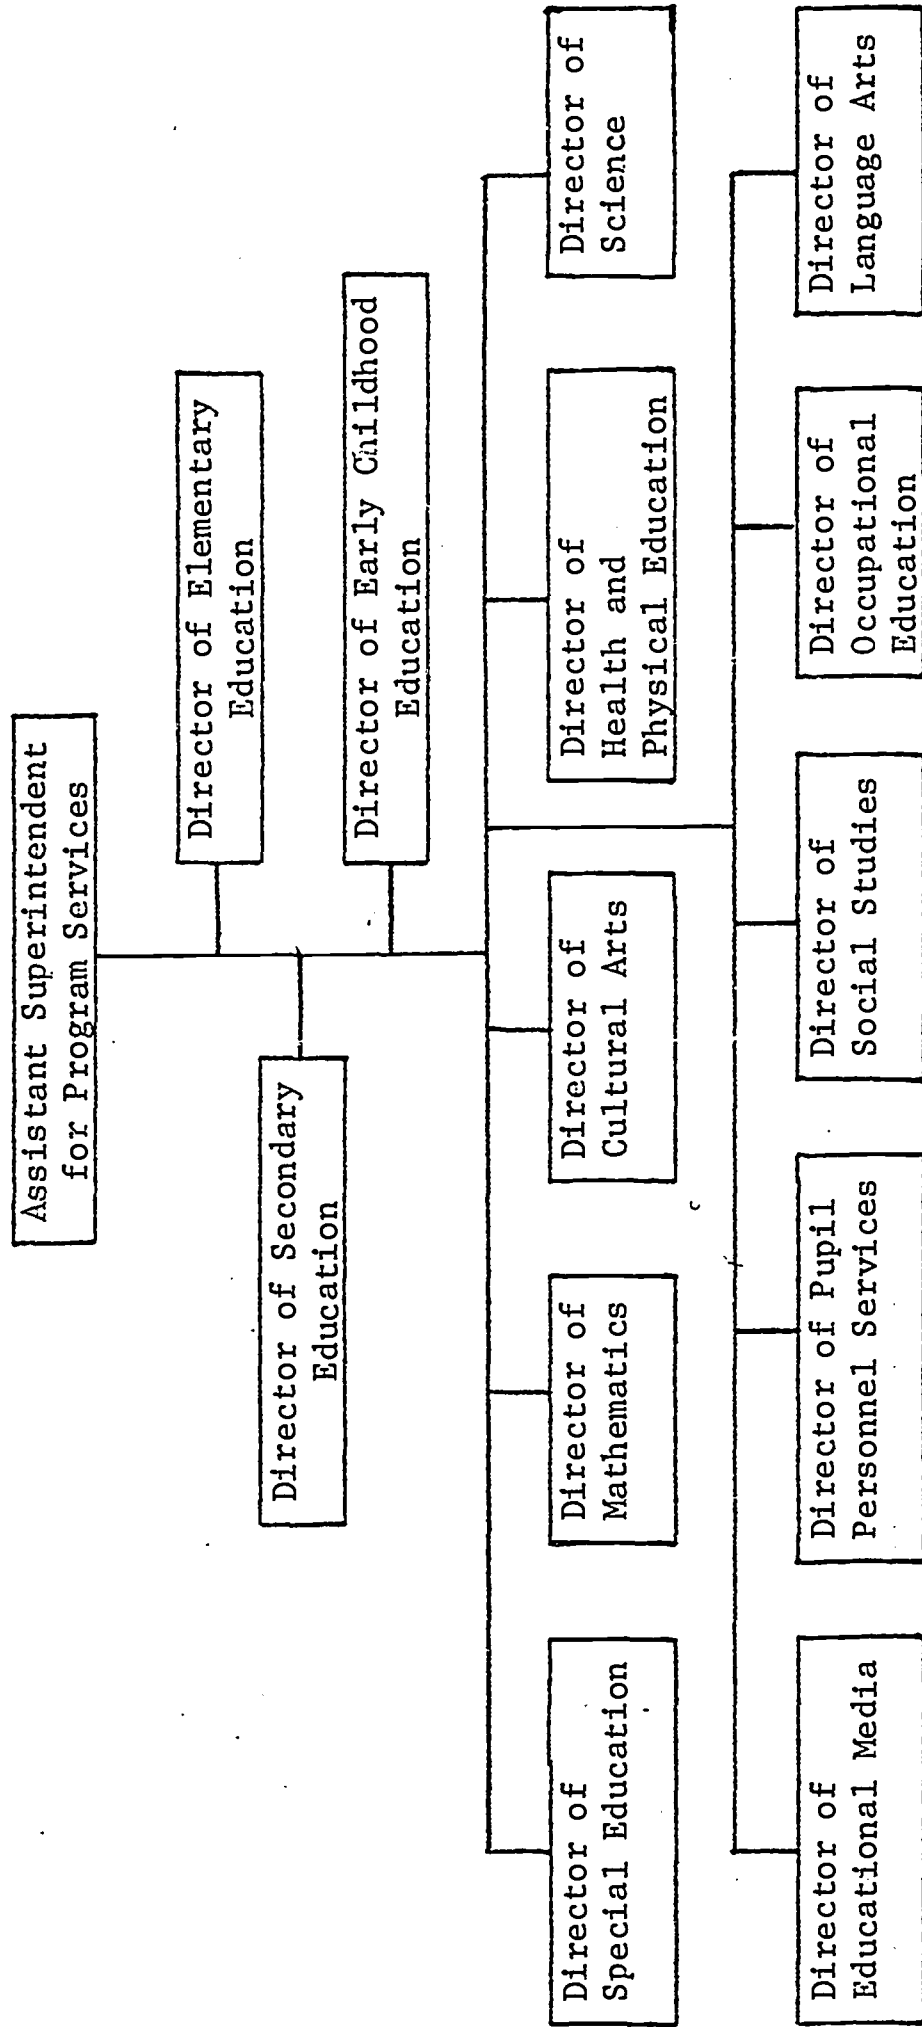 Assistant Superintendent
for Program Services
Director of Elementary
Education
Director of Secondary
Education
Director of Early Childhood
Education
Director of
Special Education
Director of
Mathematics
Director of
Cultural Arts
Director of
Health and
Physical Education
Director of
Science
Director of
Educational Media
Director of Pupil
Personnel Services
Director of
Social Studies
Director of
Occupational
Education
Director of
Language Arts